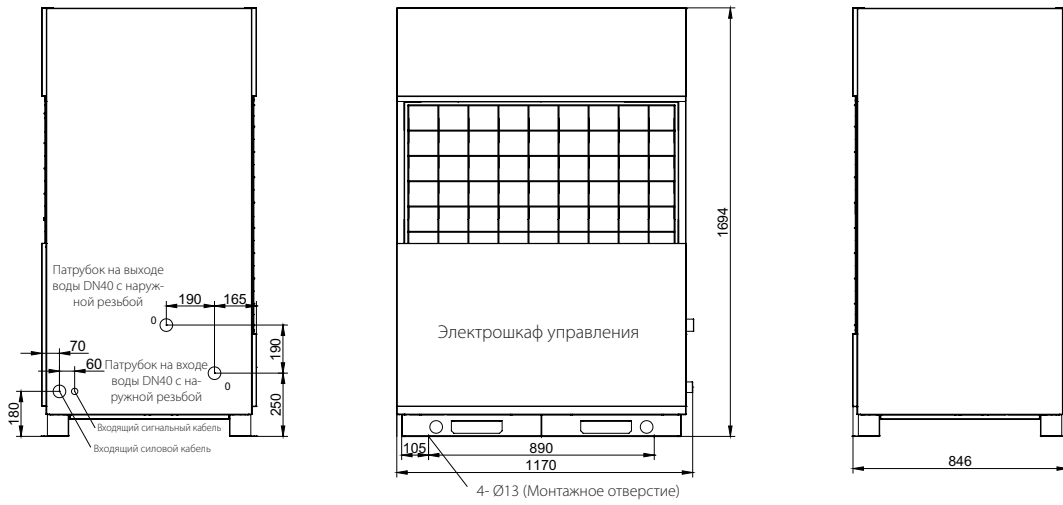 Патрубок на выходе
воды DN40 с наруж-
ной резьбой
190
165
0
190
70
60
Патрубок на входе
воды DN40 с на-
ружной резьбой
0
250
180
Входящий сигнальный кабель
Входящий силовой кабель
1694
Электрошкаф управления
105
890
1170
4- Ø13 (Монтажное отверстие)
846